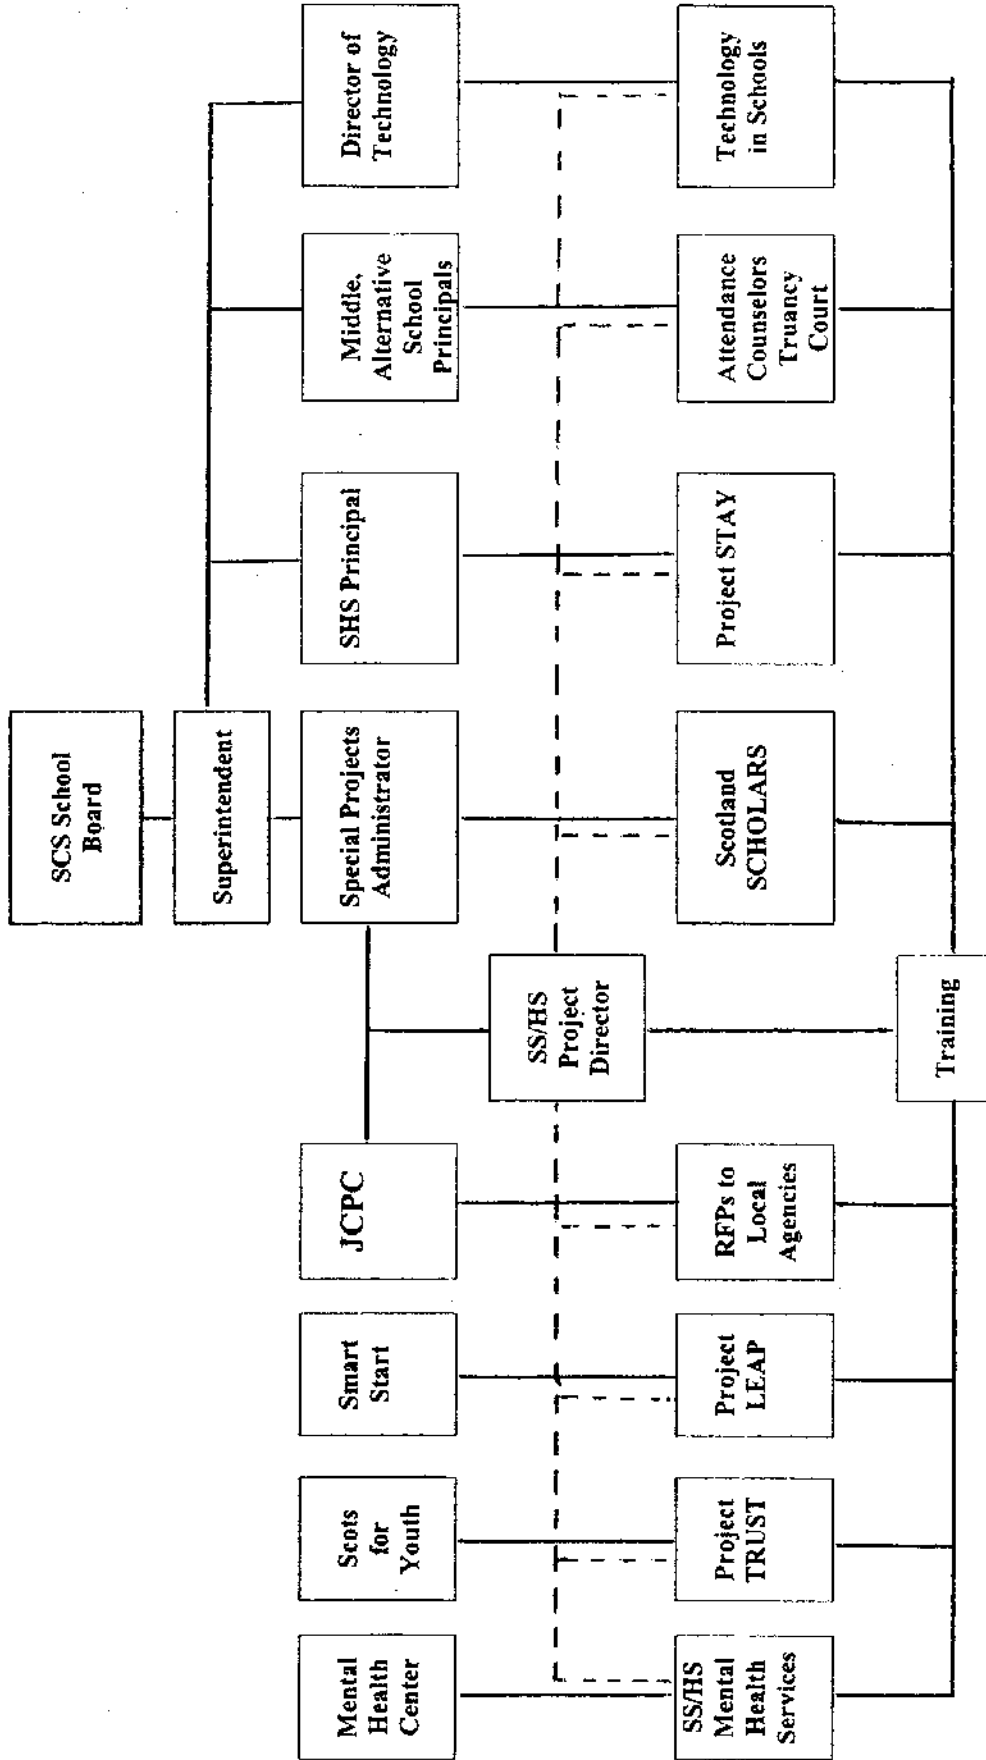 SCS School
Board
Superintendent
Mental
Health
Center
Scots
for
Youth
Smart
Start
JCPC
Special Projects
Administrator
SHS Principal
Middle,
Alternative
School
Principals
Director of
Technology
SS/HS
Project
Director
SS/HS
Mental
Health
Services
Project
TRUST
Project
LEAP
RFPs to
Local
Agencies
Scotland
SCHOLARS
Project STAY
Attendance
Counselors
Truancy
Court
Technology
in Schools
Training